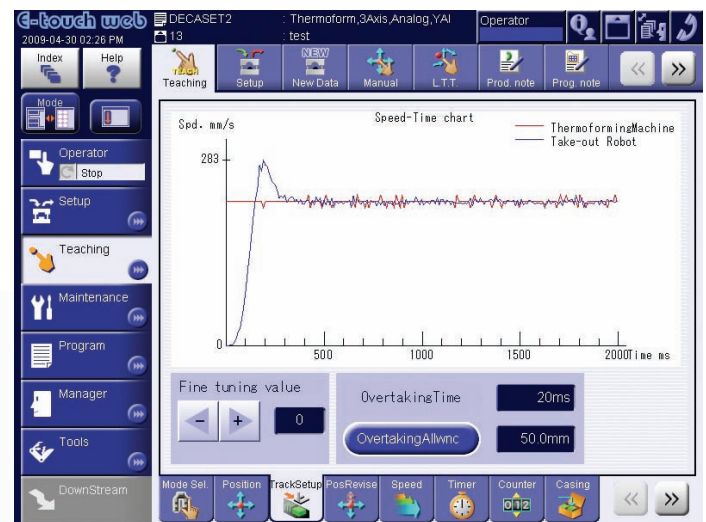 e-touch web
2009-04-30 02:26 PM
DECASET2 : Thermoform,3Axis,Analog,YAI
13 : test
Operator
Index
Help
TEACH
Teaching
Setup
NEW
New Data
Manual
L.T.T.
Prod. note
Prog. note
Mode
Operator
Stop
Setup
Teaching
Maintenance
Program
Manager
Tools
DownStream
Speed-Time chart
Spd. mm/s
ThermoformingMachine
Take-out Robot
283
0
500 1000 1500 2000Time ms
Fine tuning value
- +
0
OvertakingTime
20ms
OvertakingAllwnc
50.0mm
Mode Sel.
Position
TrackSetup
PosRevise
Speed
Timer
Counter
012
Casing